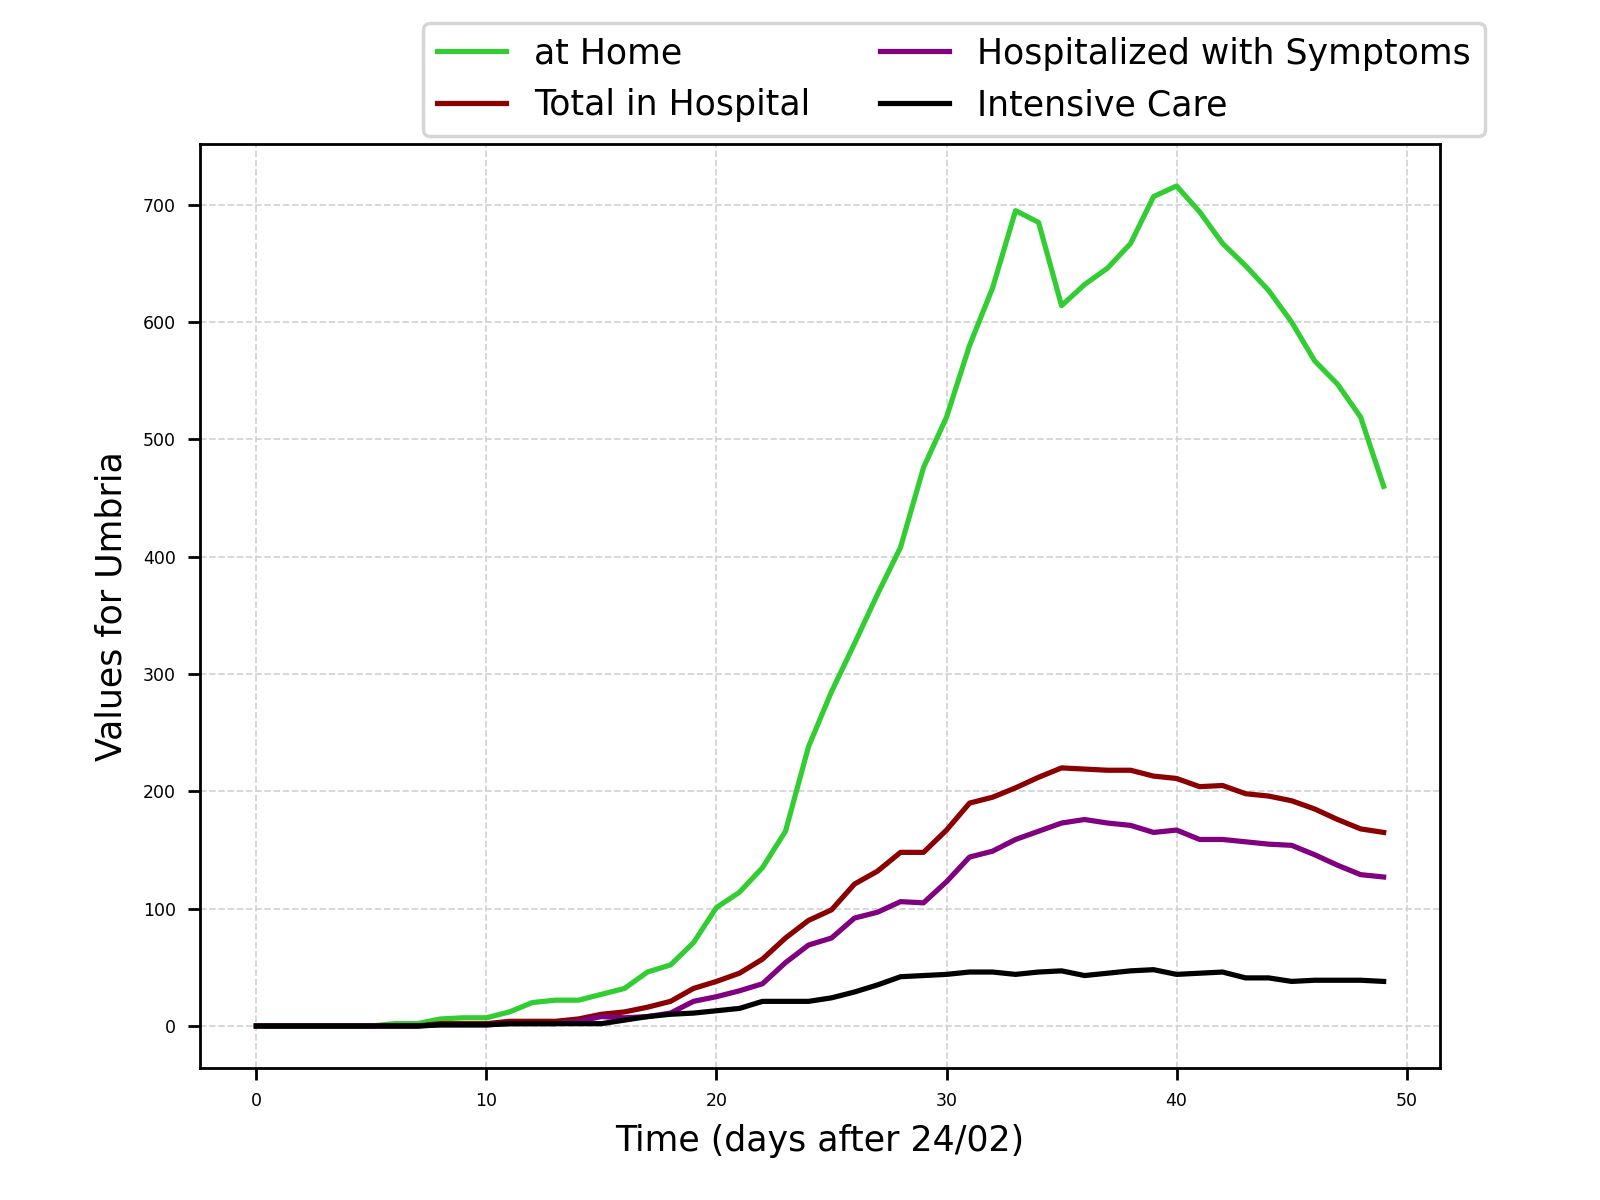 at Home
Total in Hospital
Hospitalized with Symptoms
Intensive Care
700
600
500
400
300
200
100
0
Values for Umbria
0 10 20 30 40 50
Time (days after 24/02)